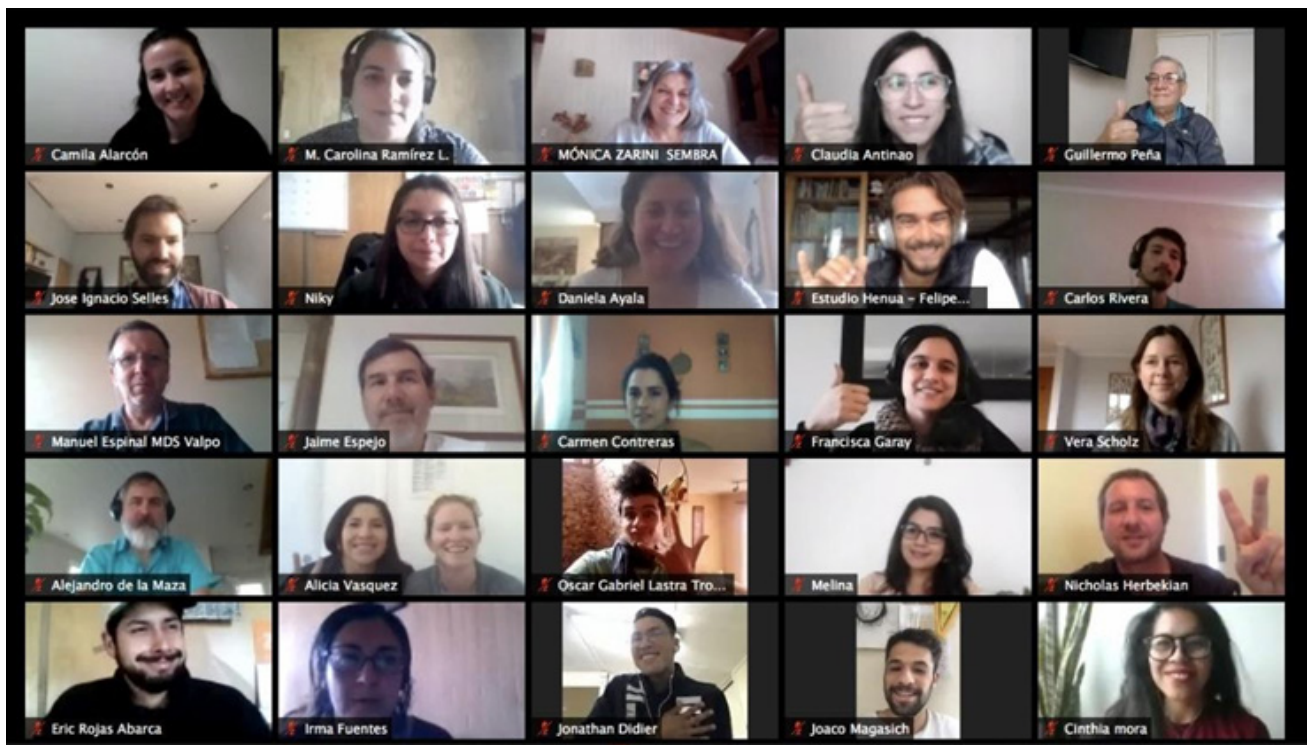 Camila Alarcón
M. Carolina Ramírez L.
MÓNICA ZARINI SEMBRA
Claudia Antinao
Guillermo Peña
Jose Ignacio Selles
Niky
Daniela Ayala
Estudio Henua - Felipe...
Carlos Rivera
Manuel Espinal MDS Valpo
Jaime Espejo
Carmen Contreras
Francisca Garay
Vera Scholz
Alejandro de la Maza
Alicia Vasquez
Oscar Gabriel Lastra Tro...
Melina
Nicholas Herbekian
Eric Rojas Abarca
Irma Fuentes
Jonathan Didier
Joaco Magasich
Cinthia mora